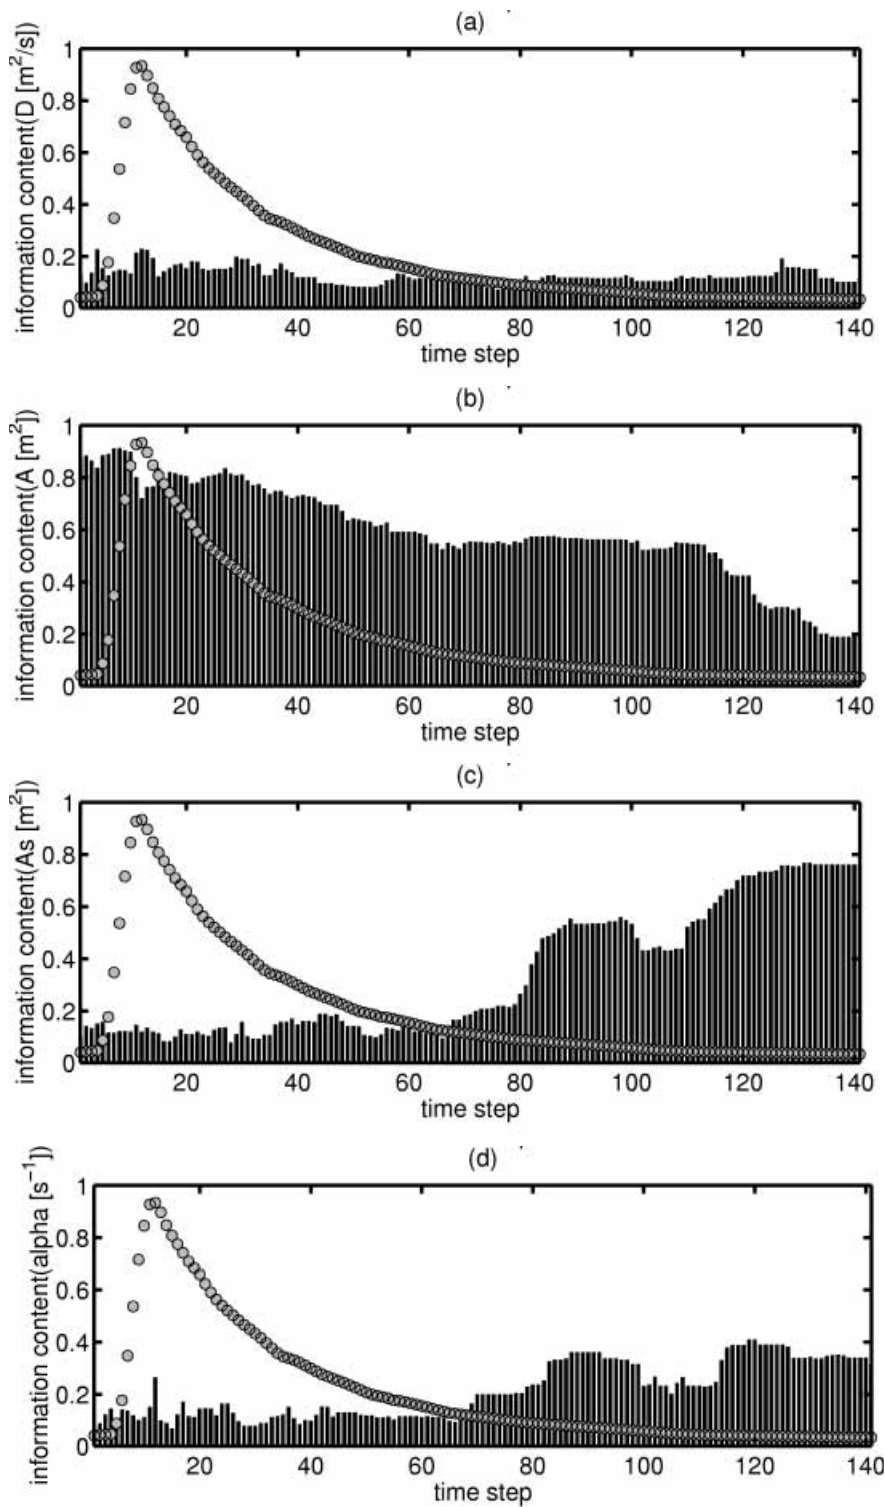 (a)
information content(D [m²/s])
1
0.8
0.6
0.4
0.2
0
20 40 60 80 100 120 140
time step
(b)
information content(A [m²])
1
0.8
0.6
0.4
0.2
0
20 40 60 80 100 120 140
time step
(c)
information content(As [m²])
1
0.8
0.6
0.4
0.2
0
20 40 60 80 100 120 140
time step
(d)
information content(alpha [s⁻¹])
1
0.8
0.6
0.4
0.2
0
20 40 60 80 100 120 140
time step